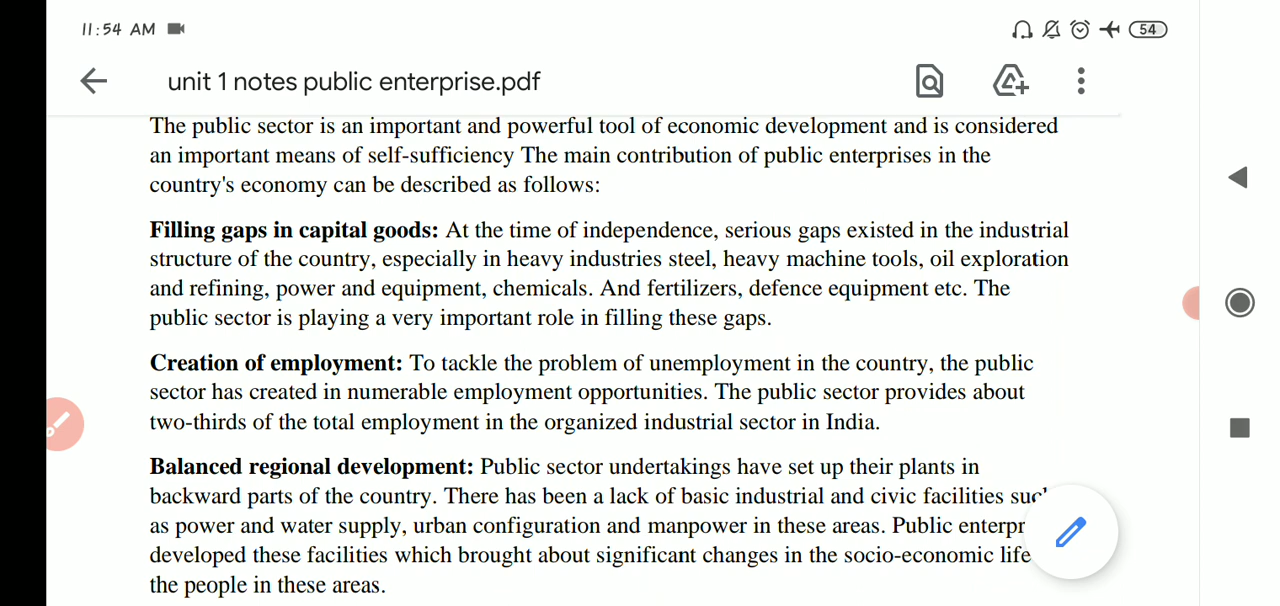 11:54 AM
54
unit 1 notes public enterprise.pdf
The public sector is an important and powerful tool of economic development and is considered
an important means of self-sufficiency The main contribution of public enterprises in the
country's economy can be described as follows:
Filling gaps in capital goods: At the time of independence, serious gaps existed in the industrial
structure of the country, especially in heavy industries steel, heavy machine tools, oil exploration
and refining, power and equipment, chemicals. And fertilizers, defence equipment etc. The
public sector is playing a very important role in filling these gaps.
Creation of employment: To tackle the problem of unemployment in the country, the public
sector has created in numerable employment opportunities. The public sector provides about
two-thirds of the total employment in the organized industrial sector in India.
Balanced regional development: Public sector undertakings have set up their plants in
backward parts of the country. There has been a lack of basic industrial and civic facilities
as power and water supply, urban configuration and manpower in these areas. Public
developed these facilities which brought about significant changes in the socio-economic life
the people in these areas.